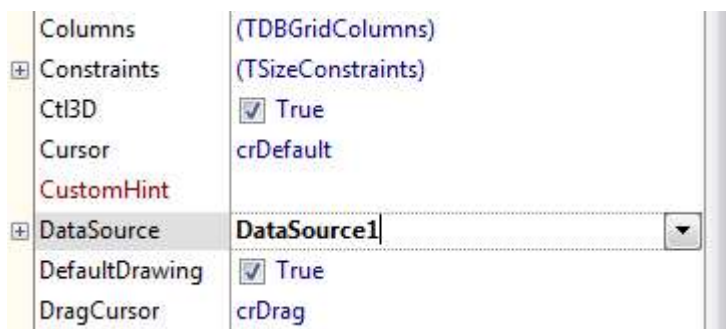 Columns (TDBGridColumns)
Constraints (TSizeConstraints)
Ctl3D True
Cursor crDefault
CustomHint
DataSource DataSource1
DefaultDrawing True
DragCursor crDrag